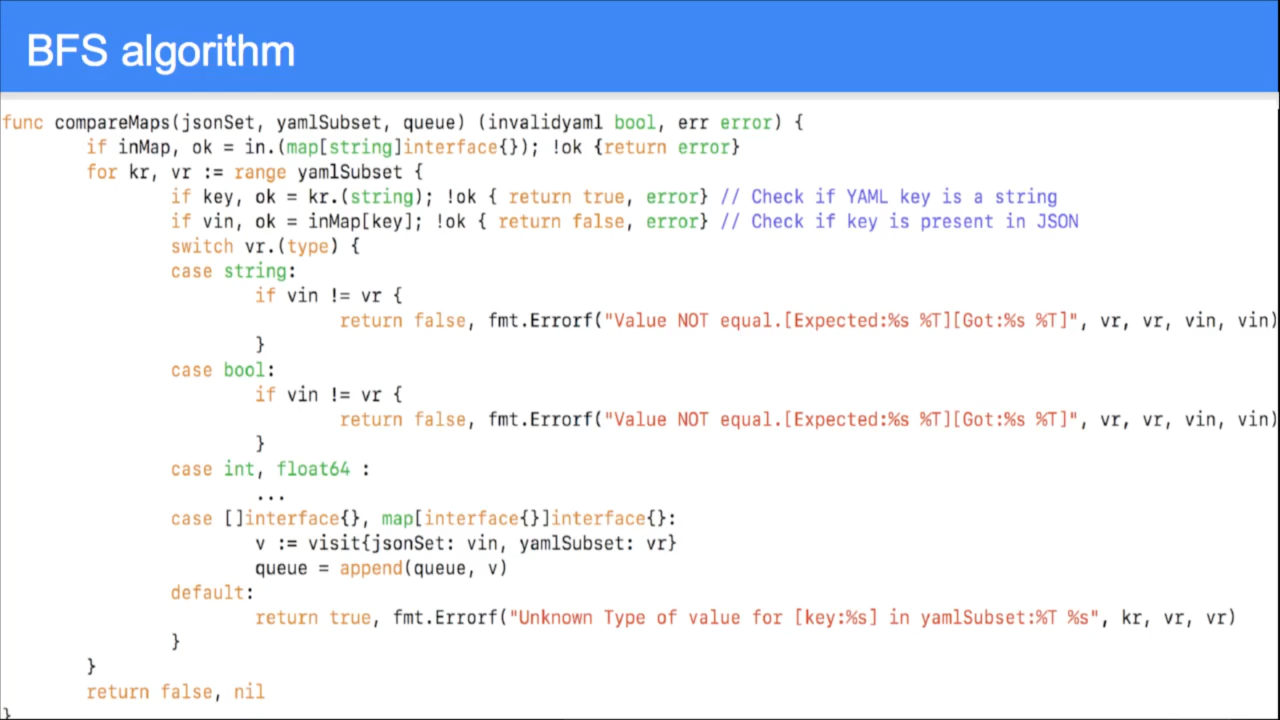 BFS algorithm
func compareMaps(jsonSet, yamlSubset, queue) (invalidyaml bool, err error) {
        if inMap, ok = in.(map[string]interface{}); !ok {return error}
        for kr, vr := range yamlSubset {
                if key, ok = kr.(string); !ok { return true, error} // Check if YAML key is a string
                if vin, ok = inMap[key]; !ok { return false, error} // Check if key is present in JSON
                switch vr.(type) {
                case string:
                        if vin != vr {
                                return false, fmt.Errorf("Value NOT equal.[Expected:%s %T][Got:%s %T]", vr, vr, vin, vin)
                        }
                case bool:
                        if vin != vr {
                                return false, fmt.Errorf("Value NOT equal.[Expected:%s %T][Got:%s %T]", vr, vr, vin, vin)
                        }
                case int, float64 :
                        ...
                case []interface{}, map[interface{}]interface{}:
                        v := visit{jsonSet: vin, yamlSubset: vr}
                        queue = append(queue, v)
                default:
                        return true, fmt.Errorf("Unknown Type of value for [key:%s] in yamlSubset:%T %s", kr, vr, vr)
                }
        }
        return false, nil
}